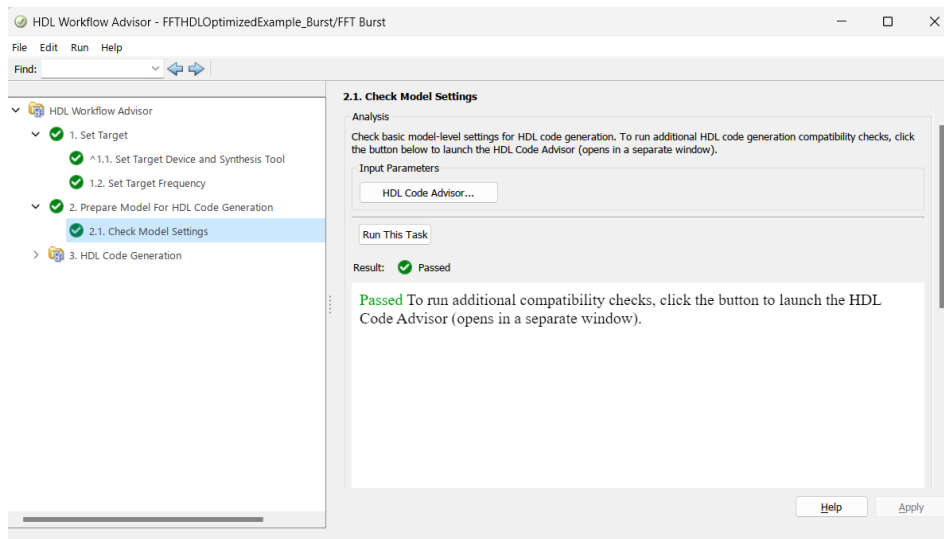 HDL Workflow Advisor - FFTHDLOptimizedExample_Burst/FFT Burst
File Edit Run Help
Find:
HDL Workflow Advisor
1. Set Target
^1.1. Set Target Device and Synthesis Tool
1.2. Set Target Frequency
2. Prepare Model For HDL Code Generation
2.1. Check Model Settings
3. HDL Code Generation
2.1. Check Model Settings
Analysis
Check basic model-level settings for HDL code generation. To run additional HDL code generation compatibility checks, click
the button below to launch the HDL Code Advisor (opens in a separate window).
Input Parameters
HDL Code Advisor...
Run This Task
Result: Passed
Passed To run additional compatibility checks, click the button to launch the HDL
Code Advisor (opens in a separate window).
Help Apply